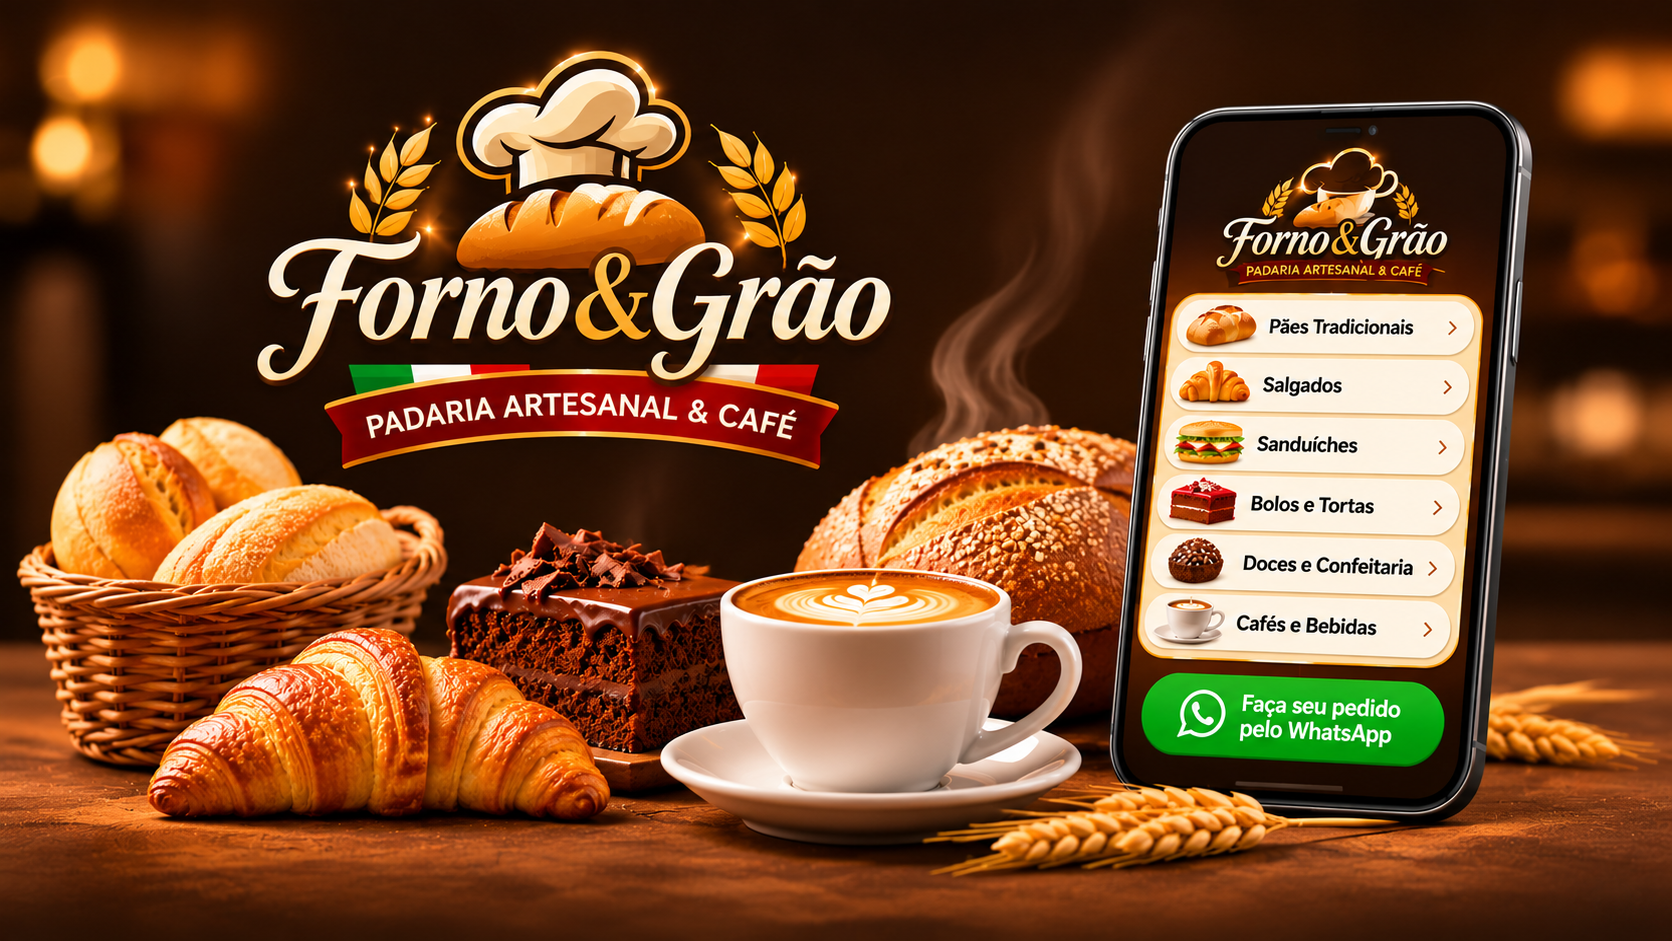 Forno&Grão
PADARIA ARTESANAL & CAFÉ
Forno&Grão
PADARIA ARTESANAL & CAFÉ
Pães Tradicionais
Salgados
Sanduíches
Bolos e Tortas
Doces e Confeitaria
Cafés e Bebidas
Faça seu pedido
pelo WhatsApp